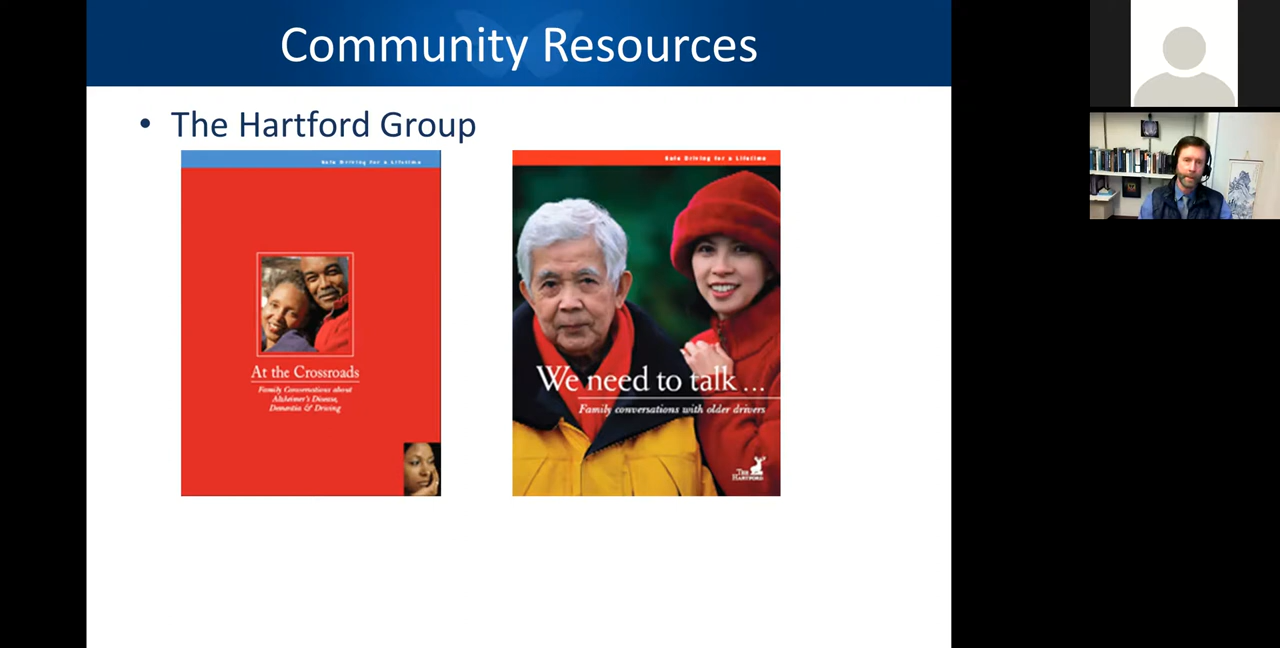 Community Resources
• The Hartford Group
Safe Driving for a Lifetime
At the Crossroads
Family Conversations about
Alzheimer's Disease,
Dementia & Driving
Safe Driving for a Lifetime
We need to talk...
Family conversations with older drivers
THE
HARTFORD